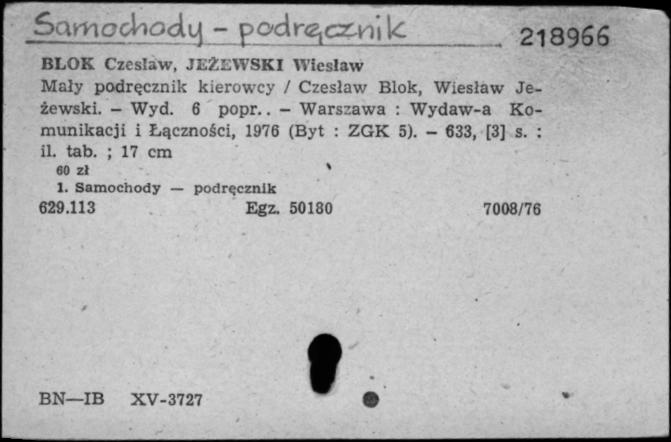 Samochody - podręcznik 218966
BLOK Czesław, JEŻEWSKI Wiesław
Mały podręcznik kierowcy / Czesław Blok, Wiesław Je-
żewski. — Wyd. 6 popr.. — Warszawa : Wydaw-a Ko-
munikacji i Łączności, 1976 (Byt : ZGK 5). — 633, [3] s. :
il. tab. ; 17 cm
60 zł
1. Samochody — podręcznik
629.113 Egz. 50180 7008/76
BN—IB XV-3727